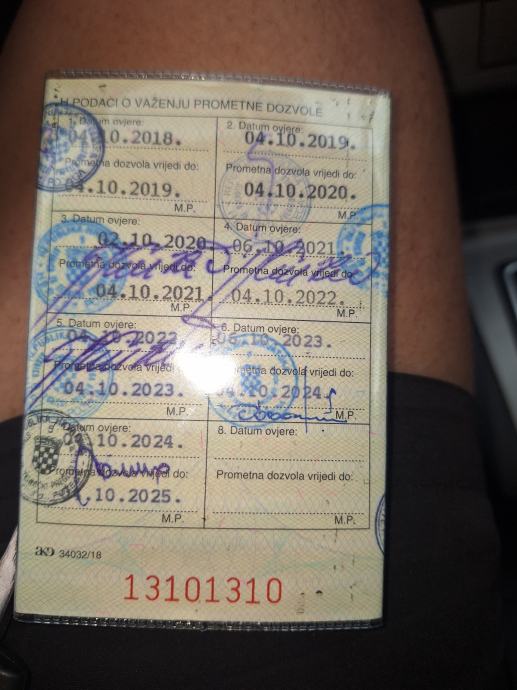 H PODACI O VAŽENJU PROMETNE DOZVOLE
1. Datum ovjere:
04.10.2018.
Prometna dozvola vrijedi do:
04.10.2019.
M.P.
2. Datum ovjere:
04.10.2019.
Prometna dozvola vrijedi do:
04.10.2020.
M.P.
3. Datum ovjere:
02.10.2020
Prometna dozvola vrijedi do:
04.10.2021.
M.P.
4. Datum ovjere:
06.10.2021
Prometna dozvola vrijedi do:
04.10.2022.
M.P.
5. Datum ovjere:
10.2022.
Prometna dozvola vrijedi do:
04.10.2023.
M.P.
6. Datum ovjere:
06.10.2023.
Prometna dozvola vrijedi do:
04.10.2024.
M.P.
Datum ovjere:
10.2024.
Prometna dozvola vrijedi do:
10.2025.
M.P.
8. Datum ovjere:
Prometna dozvola vrijedi do:
M.P.
AKD 34032/18
13101310